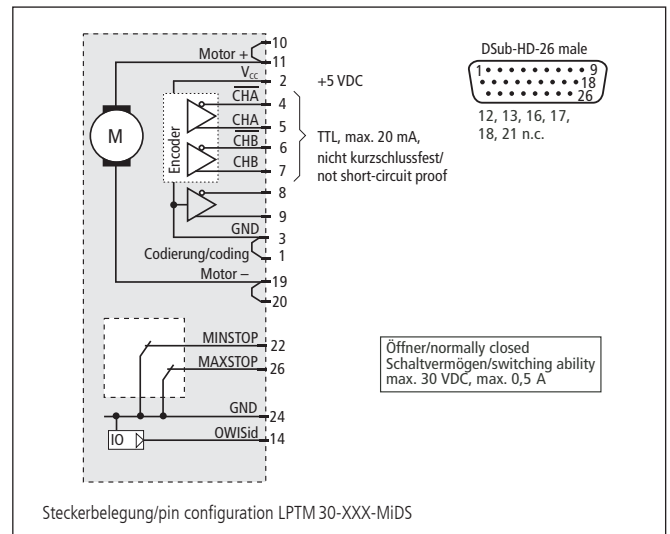 10
Motor +
11
VCC
2
+5 VDC
CHA
4
CHA
5
CHB
6
CHB
7
TTL, max. 20 mA,
nicht kurzschlussfest/
not short-circuit proof
M
Encoder
8
9
GND
3
Codierung/coding
1
Motor –
19
20
MINSTOP
22
MAXSTOP
26
GND
24
IO
OWISid
14
DSub-HD-26 male
1
9
18
26
12, 13, 16, 17,
18, 21 n.c.
Öffner/normally closed
Schaltvermögen/switching ability
max. 30 VDC, max. 0,5 A
Steckerbelegung/pin configuration LPTM 30-XXX-MiDS